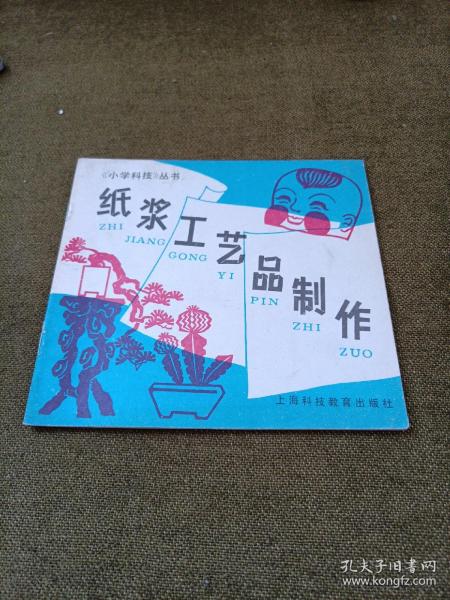 《小学科技》丛书
纸浆工艺品制作
ZHI JIANG GONG YI PIN ZHI ZUO
上海科技教育出版社
孔夫子旧书网
www.kongfz.com